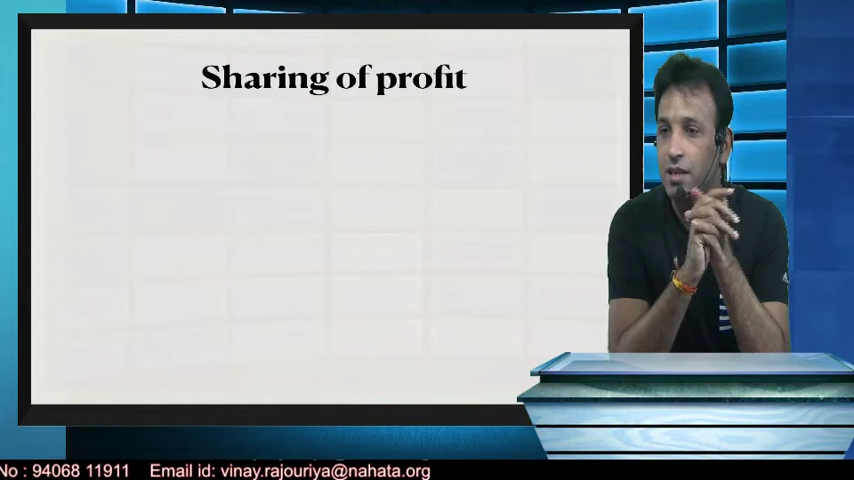 Sharing of profit
No : 94068 11911    Email id: vinay.rajouriya@nahata.org